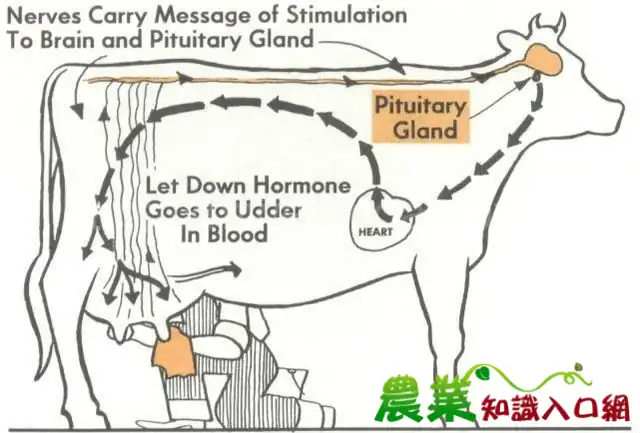 Nerves Carry Message of Stimulation
To Brain and Pituitary Gland
Pituitary
Gland
Let Down Hormone
Goes to Udder
In Blood
HEART
農業知識入口網